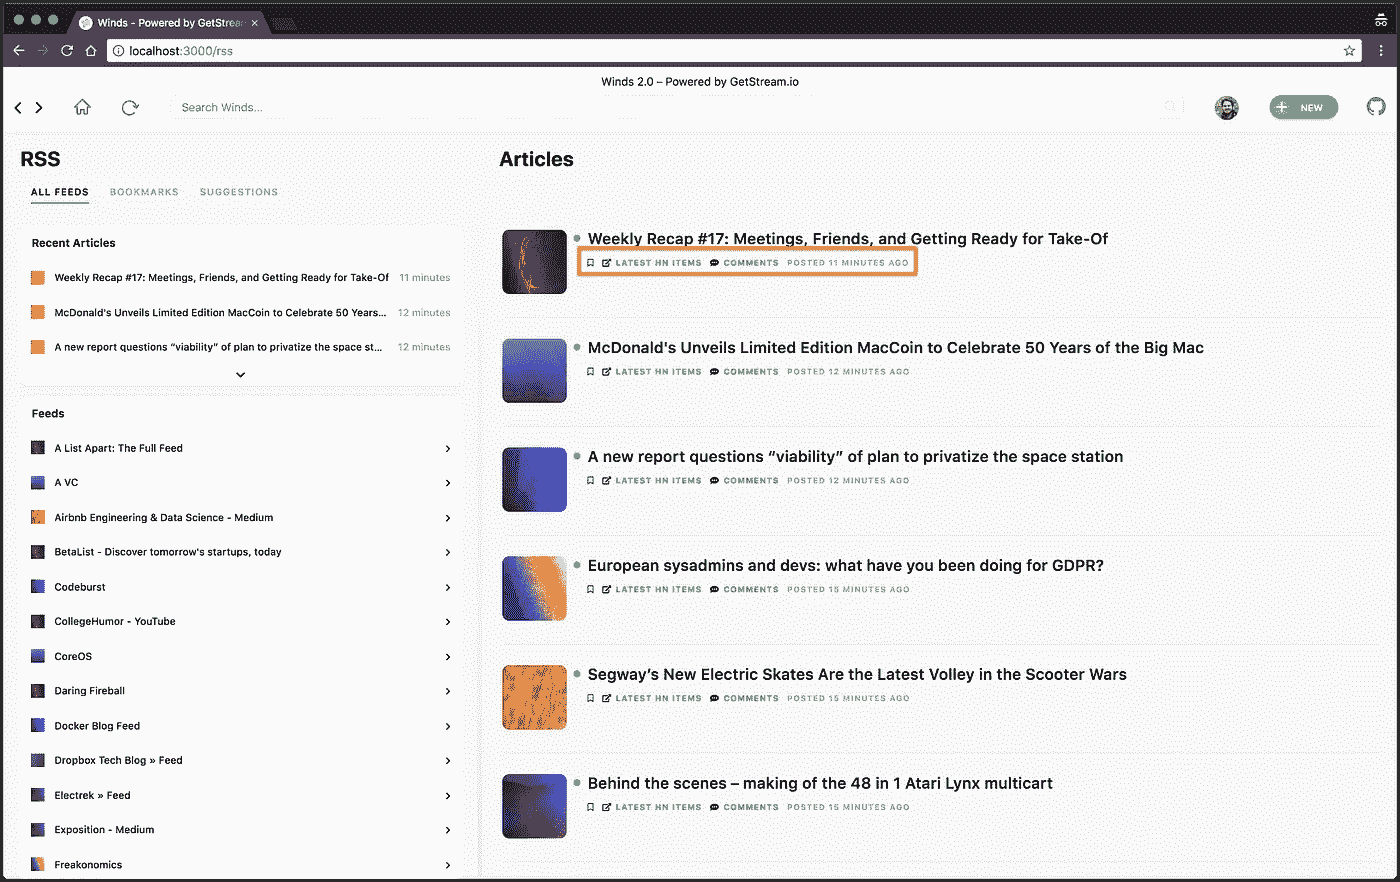 Winds - Powered by GetStrea
localhost:3000/rss
Winds 2.0 – Powered by GetStream.io
Search Winds...
NEW
RSS
ALL FEEDS BOOKMARKS SUGGESTIONS
Recent Articles
Weekly Recap #17: Meetings, Friends, and Getting Ready for Take-Of 11 minutes
McDonald's Unveils Limited Edition MacCoin to Celebrate 50 Years... 12 minutes
A new report questions “viability” of plan to privatize the space st... 12 minutes
Feeds
A List Apart: The Full Feed
A VC
Airbnb Engineering & Data Science - Medium
BetaList - Discover tomorrow's startups, today
Codeburst
CollegeHumor - YouTube
CoreOS
Daring Fireball
Docker Blog Feed
Dropbox Tech Blog » Feed
Electrek » Feed
Exposition - Medium
Freakonomics
Articles
Weekly Recap #17: Meetings, Friends, and Getting Ready for Take-Of
LATEST HN ITEMS COMMENTS POSTED 11 MINUTES AGO
McDonald's Unveils Limited Edition MacCoin to Celebrate 50 Years of the Big Mac
LATEST HN ITEMS COMMENTS POSTED 12 MINUTES AGO
A new report questions “viability” of plan to privatize the space station
LATEST HN ITEMS COMMENTS POSTED 12 MINUTES AGO
European sysadmins and devs: what have you been doing for GDPR?
LATEST HN ITEMS COMMENTS POSTED 15 MINUTES AGO
Segway’s New Electric Skates Are the Latest Volley in the Scooter Wars
LATEST HN ITEMS COMMENTS POSTED 15 MINUTES AGO
Behind the scenes – making of the 48 in 1 Atari Lynx multicart
LATEST HN ITEMS COMMENTS POSTED 15 MINUTES AGO